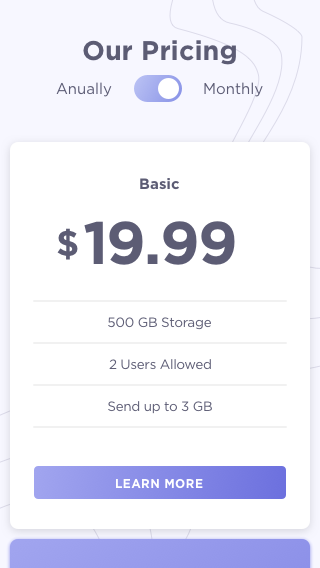 Our Pricing
Anually Monthly
Basic
$19.99
500 GB Storage
2 Users Allowed
Send up to 3 GB
LEARN MORE